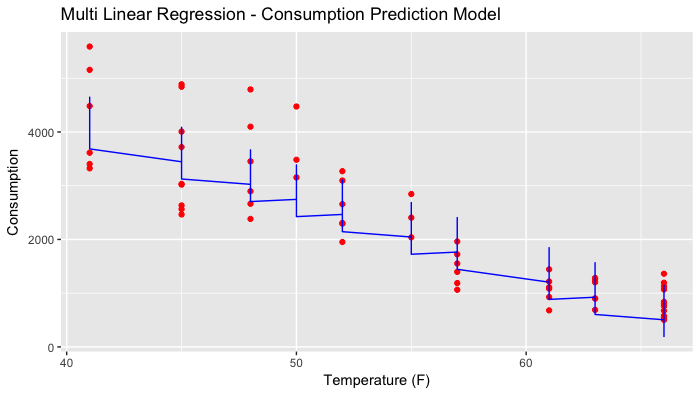 Multi Linear Regression - Consumption Prediction Model
Consumption
4000
2000
0
40
50
60
Temperature (F)